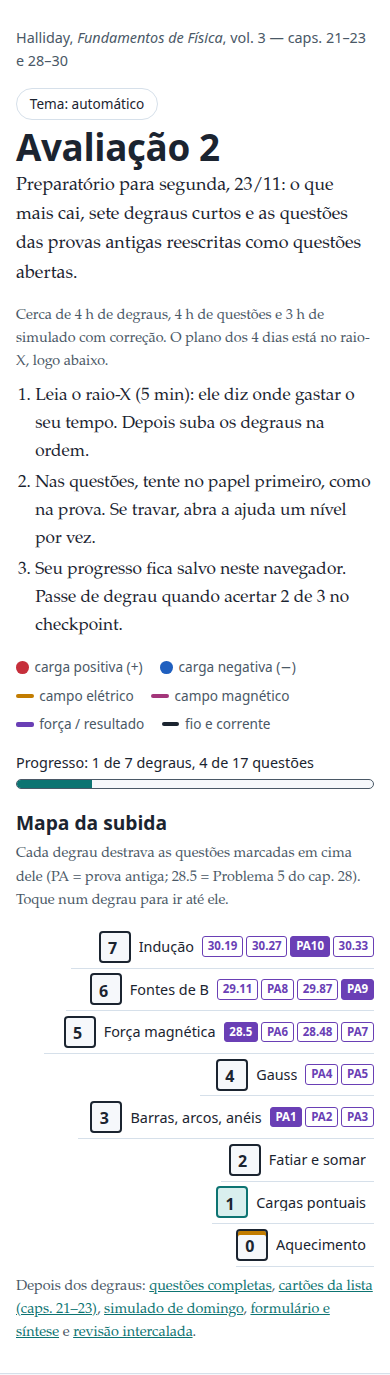 Halliday, Fundamentos de Física, vol. 3 — caps. 21–23
e 28–30
Tema: automático
Avaliação 2
Preparatório para segunda, 23/11: o que
mais cai, sete degraus curtos e as questões
das provas antigas reescritas como questões
abertas.
Cerca de 4 h de degraus, 4 h de questões e 3 h de
simulado com correção. O plano dos 4 dias está no raio-
X, logo abaixo.
1. Leia o raio-X (5 min): ele diz onde gastar o
seu tempo. Depois suba os degraus na
ordem.
2. Nas questões, tente no papel primeiro, como
na prova. Se travar, abra a ajuda um nível
por vez.
3. Seu progresso fica salvo neste navegador.
Passe de degrau quando acertar 2 de 3 no
checkpoint.
carga positiva (+) carga negativa (−)
campo elétrico campo magnético
força / resultado fio e corrente
Progresso: 1 de 7 degraus, 4 de 17 questões
Mapa da subida
Cada degrau destrava as questões marcadas em cima
dele (PA = prova antiga; 28.5 = Problema 5 do cap. 28).
Toque num degrau para ir até ele.
7 Indução 30.19 30.27 PA10 30.33
6 Fontes de B 29.11 PA8 29.87 PA9
5 Força magnética 28.5 PA6 28.48 PA7
4 Gauss PA4 PA5
3 Barras, arcos, anéis PA1 PA2 PA3
2 Fatiar e somar
1 Cargas pontuais
0 Aquecimento
Depois dos degraus: questões completas, cartões da lista
(caps. 21–23), simulado de domingo, formulário e
síntese e revisão intercalada.